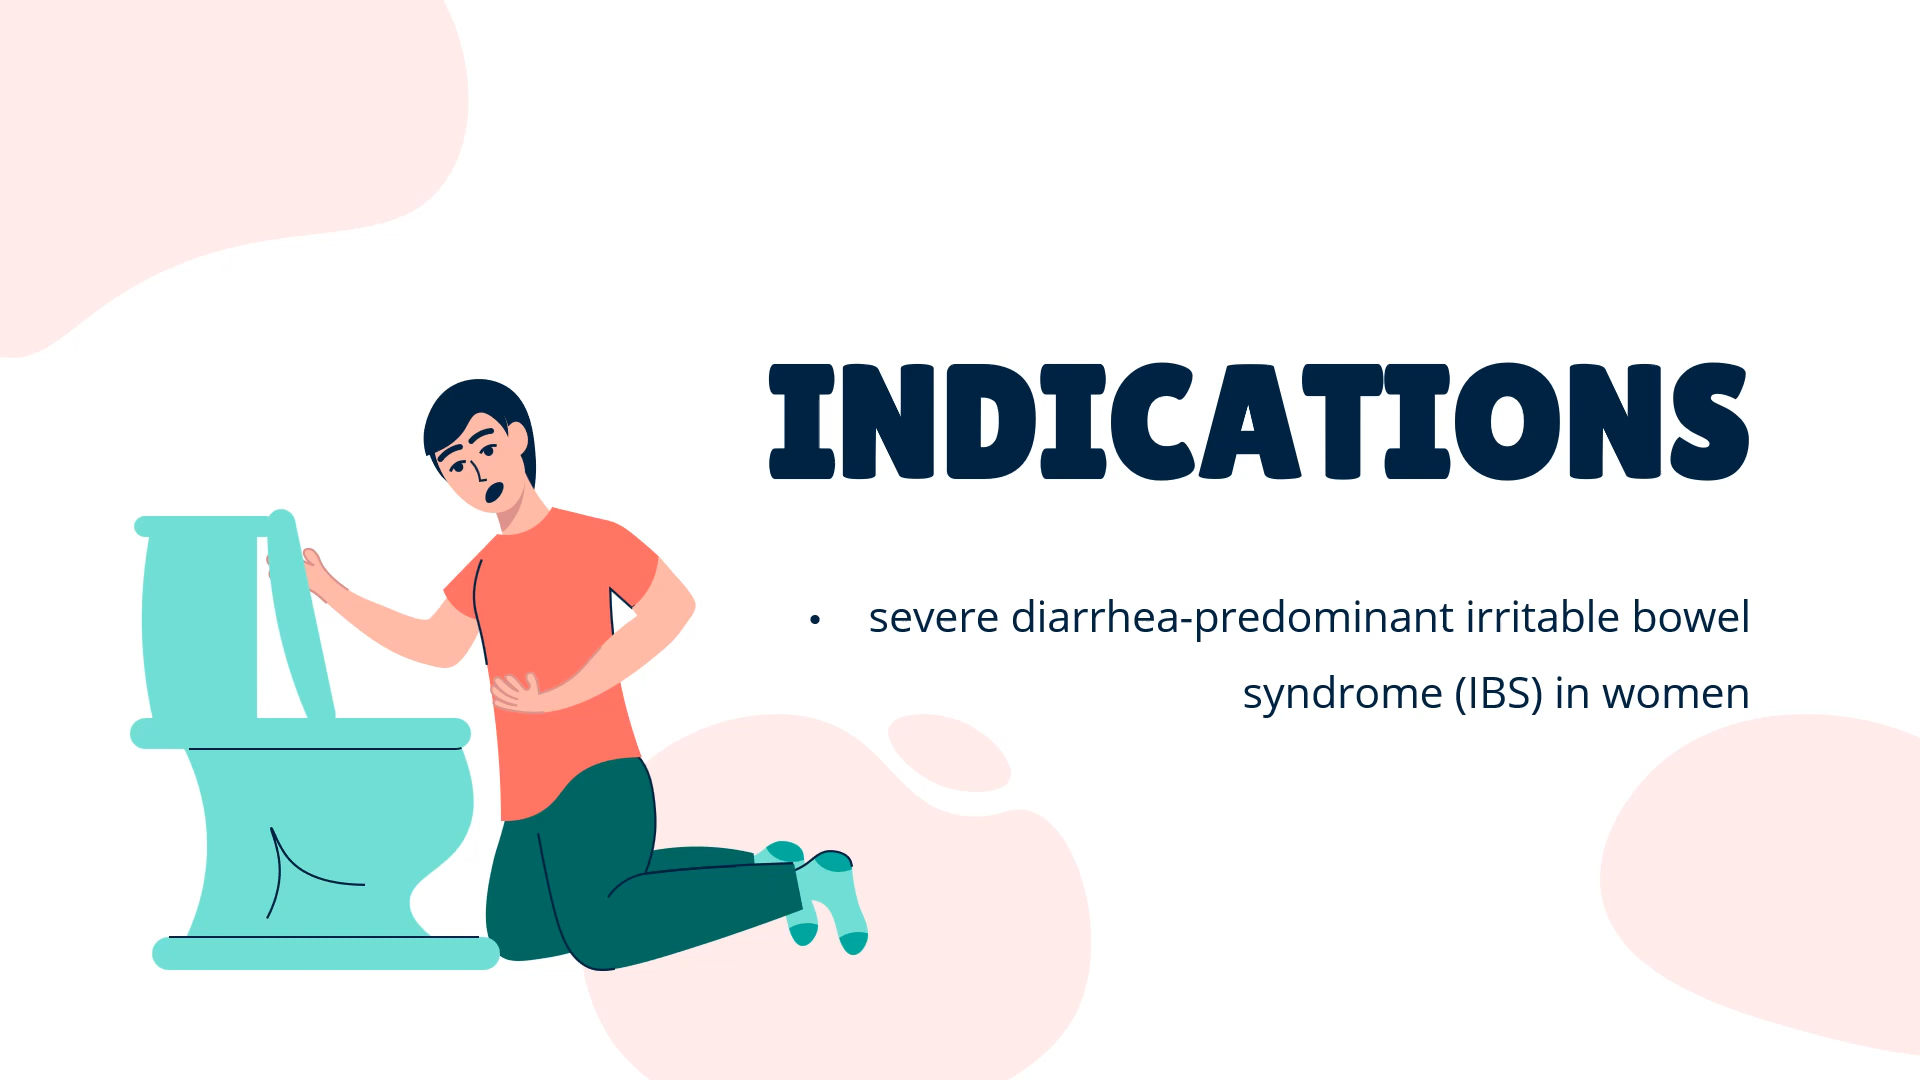 INDICATIONS
• severe diarrhea-predominant irritable bowel
syndrome (IBS) in women